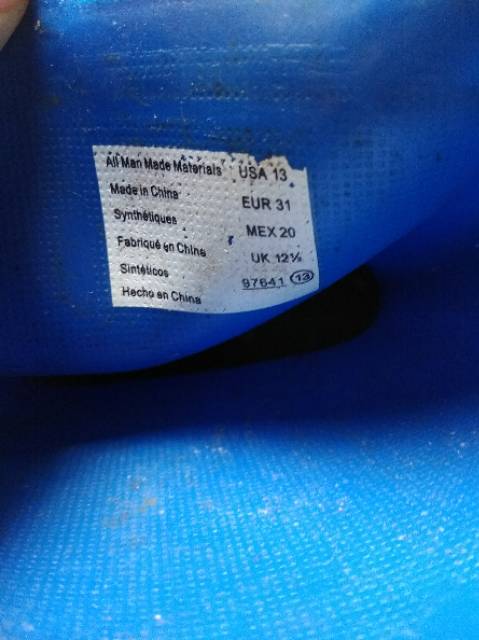 All Man Made Materials
Made in China
Synthétiques
Fabriqué en China
Sintéticos
Hecho en China
USA 13
EUR 31
MEX 20
UK 12½
97641 13